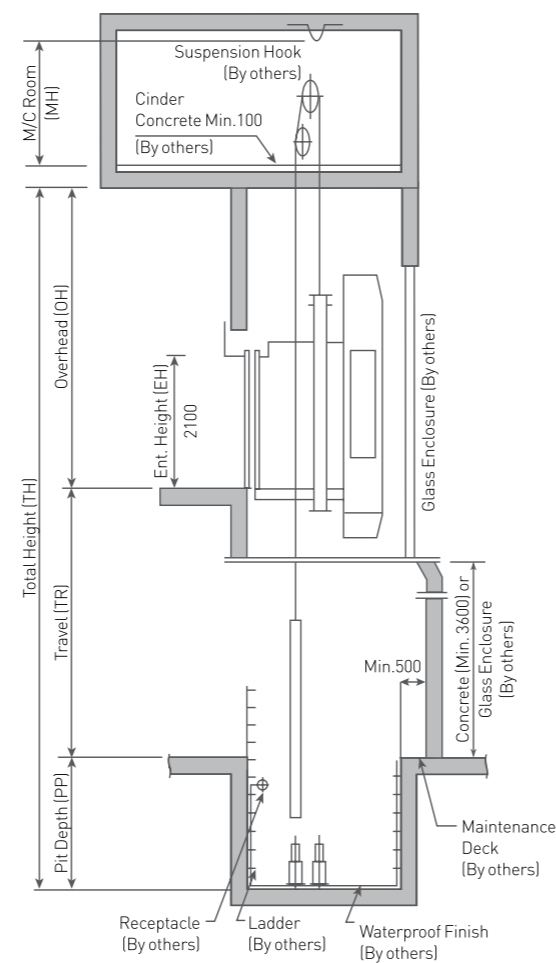 Suspension Hook
(By others)
M/C Room
(MH)
Cinder
Concrete Min.100
(By others)
Overhead (OH)
Ent. Height (EH)
2100
Glass Enclosure (By others)
Total Height (TH)
Travel (TR)
Min.500
Concrete (Min. 3600) or
Glass Enclosure
(By others)
Pit Depth (PP)
Maintenance
Deck
(By others)
Receptacle
(By others)
Ladder
(By others)
Waterproof Finish
(By others)